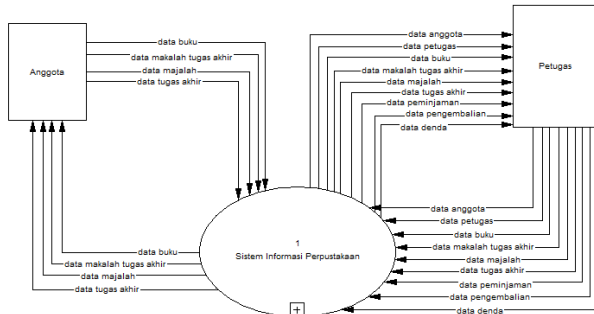 Anggota
data buku
data makalah tugas akhir
data majalah
data tugas akhir
data anggota
data petugas
data buku
data makalah tugas akhir
data majalah
data tugas akhir
data peminjaman
data pengembalian
data denda
Petugas
1
Sistem Informasi Perpustakaan
data buku
data makalah tugas akhir
data majalah
data tugas akhir
data anggota
data petugas
data buku
data makalah tugas akhir
data majalah
data tugas akhir
data peminjaman
data pengembalian
data denda